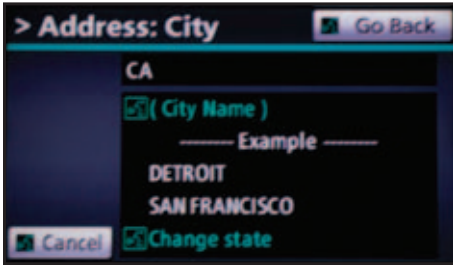 > Address: City
Go Back
CA
( City Name )
-------- Example --------
DETROIT
SAN FRANCISCO
Cancel
Change state